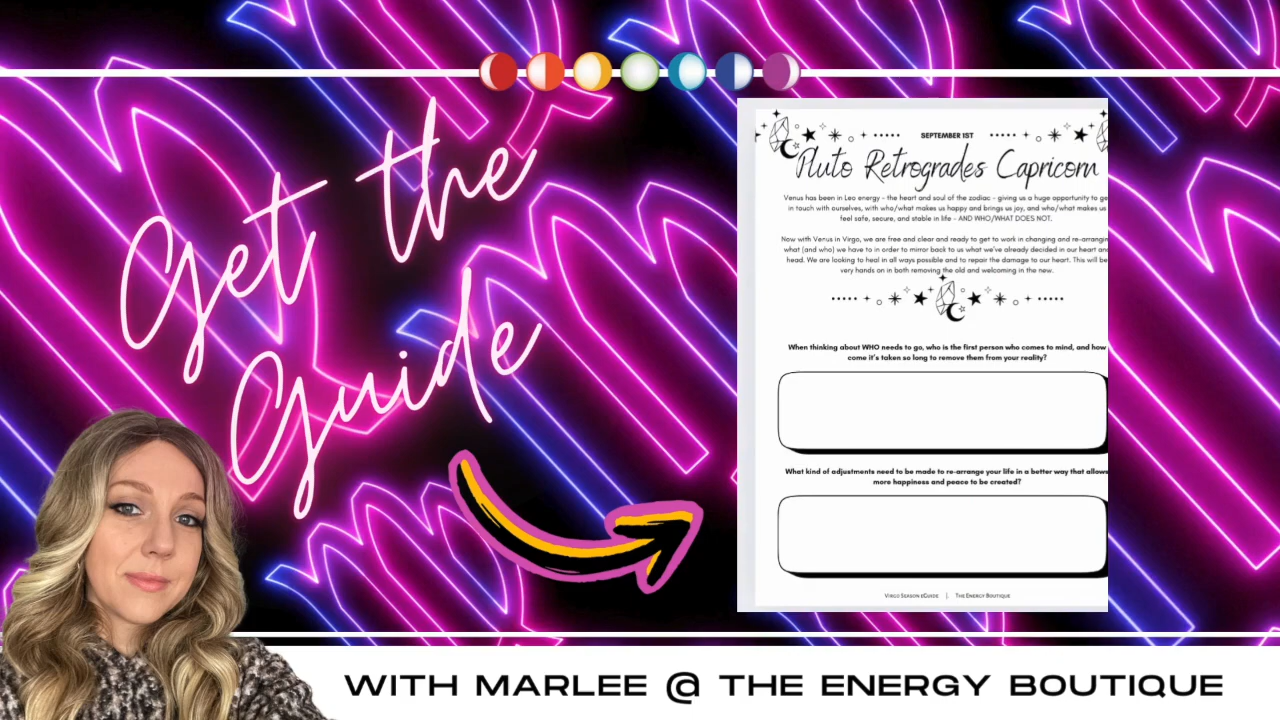 Get the
Guide
SEPTEMBER 1ST
Pluto Retrogrades Capricorn
Venus has been in Leo energy - the heart and soul of the zodiac - giving us a huge opportunity to ge
in touch with ourselves, with who/what makes us happy and brings us joy, and who/what makes us
feel safe, secure, and stable in life - AND WHO/WHAT DOES NOT.
Now with Venus in Virgo, we are free and clear and ready to get to work in changing and re-arrangin
what (and who) we have to in order to mirror back to us what we've already decided in our heart and
head. We are looking to heal in all ways possible and to repair the damage to our heart. This will be
very hands on in both removing the old and welcoming in the new.
When thinking about WHO needs to go, who is the first person who comes to mind, and how
come it's taken so long to remove them from your reality?
What kind of adjustments need to be made to re-arrange your life in a better way that allows
more happiness and peace to be created?
Virgo Season eGuide | The Energy Boutique
WITH MARLEE @ THE ENERGY BOUTIQUE